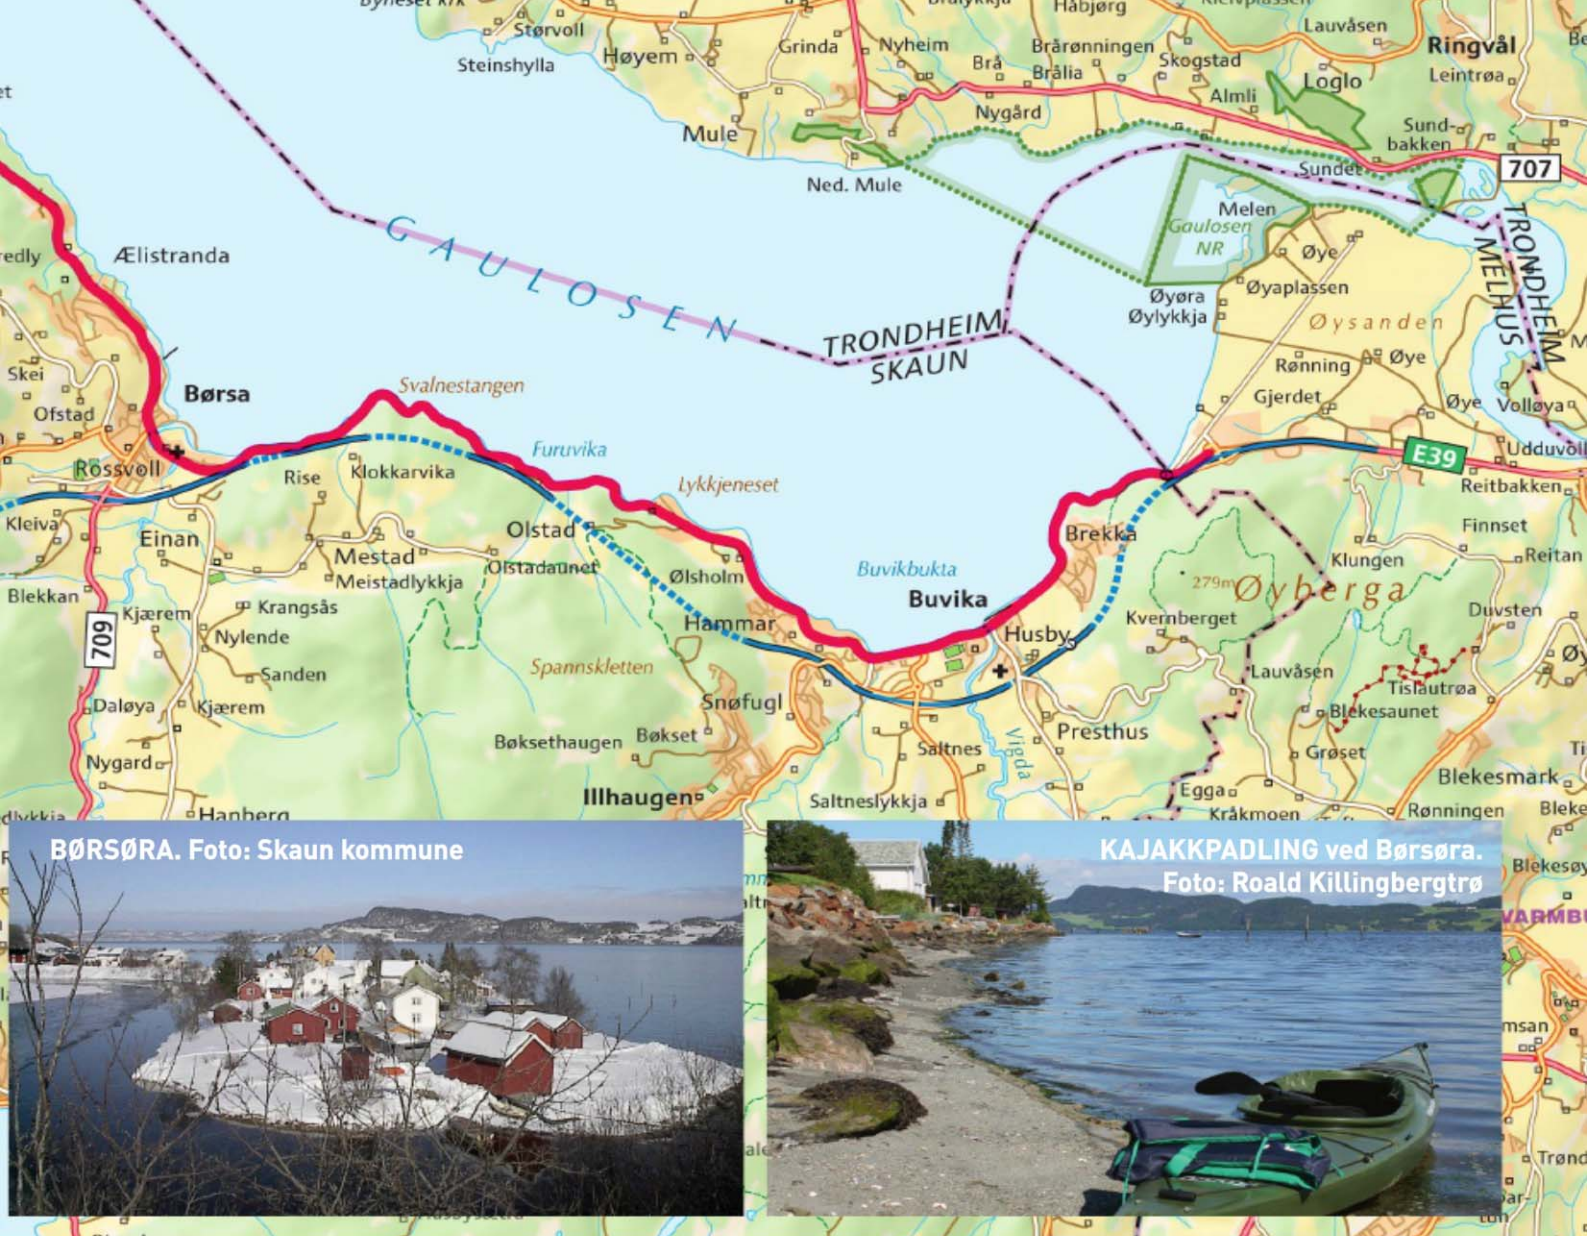 Størvoll
Håbjørg
Lauvåsen
Steinshylla
Høyem
Grinda
Nyheim
Brårønningen
Skogstad
Ringvål
Brå
Brålia
Loglo
Leintrøa
Almli
Nygård
Mule
Sund-
bakken
Ned. Mule
Sundet
707
Melen
Gaulosen
NR
TRONDHEIM
MELHUS
Ælistranda
Øye
GAULOSEN
Øyøra
Øyaplassen
Øylykkja
Øysanden
TRONDHEIM
SKAUN
Rønning
Øye
Skei
Børsa
Svalnestangen
Gjerdet
Øye
Volløya
Ofstad
Furuvika
E39
Rossvoll
Rise
Klokkarvika
Lykkjeneset
Reitbakken
Kleiva
Einan
Olstad
Brekka
Finnset
Mestad
Olstadaunet
Buvikbukta
Klungen
Reitan
Meistadlykkja
Ølsholm
279m
Øyberga
Blekkan
Buvika
Kjærem
Krangsås
Hammar
Kvernberget
Duvsten
709
Nylende
Husby
Spannskletten
Sanden
Lauvåsen
Tislautrøa
Daløya
Kjærem
Snøfugl
Blekesaunet
Bøksethaugen
Bøkset
Vigda
Presthus
Saltnes
Grøset
Nygard
Illhaugen
Saltneslykkja
Egga
Blekesmark
Kråkmoen
Rønningen
Hanberg
BØRSØRA. Foto: Skaun kommune
KAJAKKPADLING ved Børsøra.
Foto: Roald Killingbergtrø